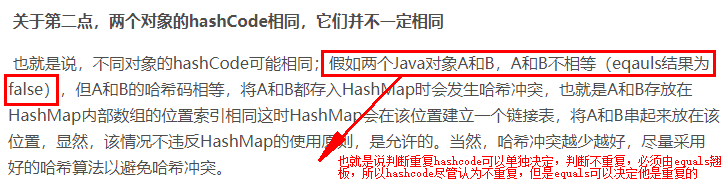 关于第二点，两个对象的hashCode相同，它们并不一定相同
也就是说，不同对象的hashCode可能相同；假如两个Java对象A和B，A和B不相等（eqauls结果为
false），但A和B的哈希码相等，将A和B都存入HashMap时会发生哈希冲突，也就是A和B存放在
HashMap内部数组的位置索引相同这时HashMap会在该位置建立一个链接表，将A和B串起来放在该
位置，显然，该情况不违反HashMap的使用原则，是允许的。当然，哈希冲突越少越好，尽量采用
好的哈希算法以避免哈希冲突。
也就是说判断重复hashcode可以单独决定，判断不重复，必须由equals翘
板，所以hashcode尽管认为不重复，但是equals可以决定他是重复的